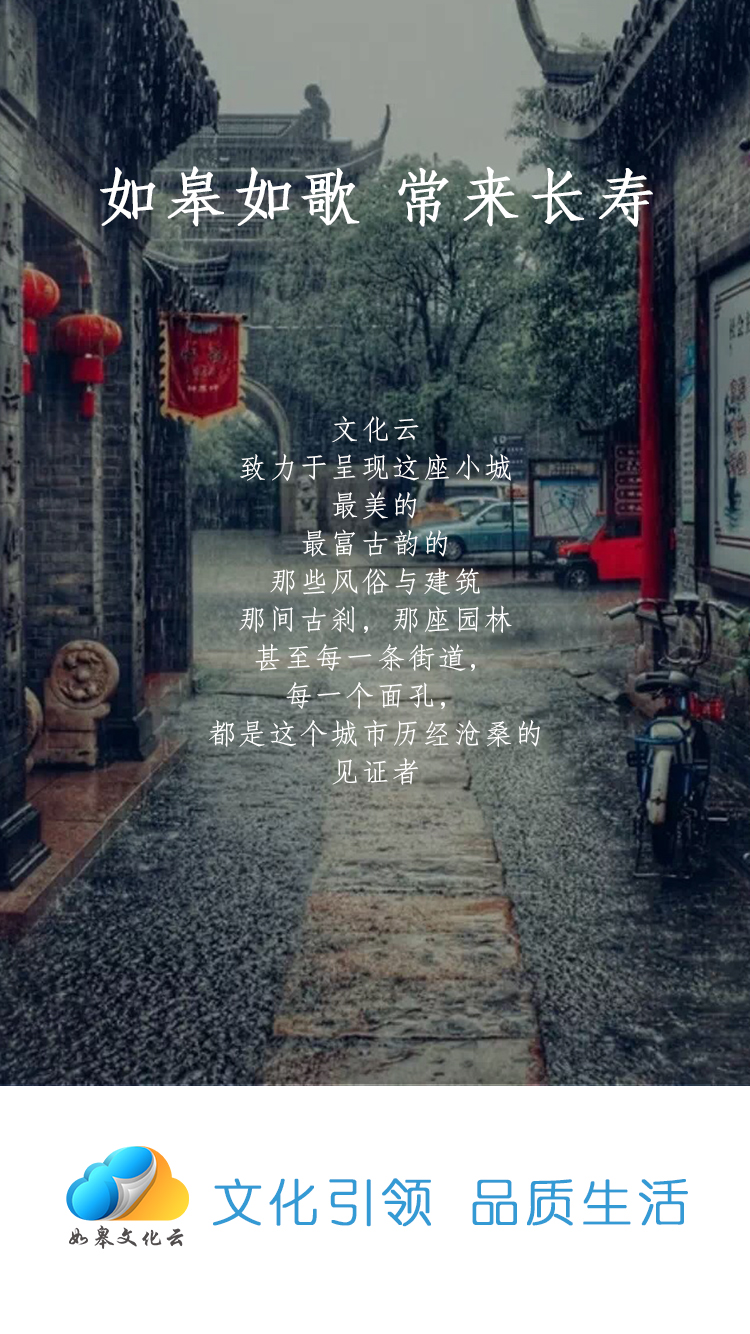 如皋如歌 常来长寿
文化云
致力于呈现这座小城
最美的
最富古韵的
那些风俗与建筑
那间古刹，那座园林
甚至每一条街道，
每一个面孔，
都是这个城市历经沧桑的
见证者
如皋文化云
文化引领 品质生活